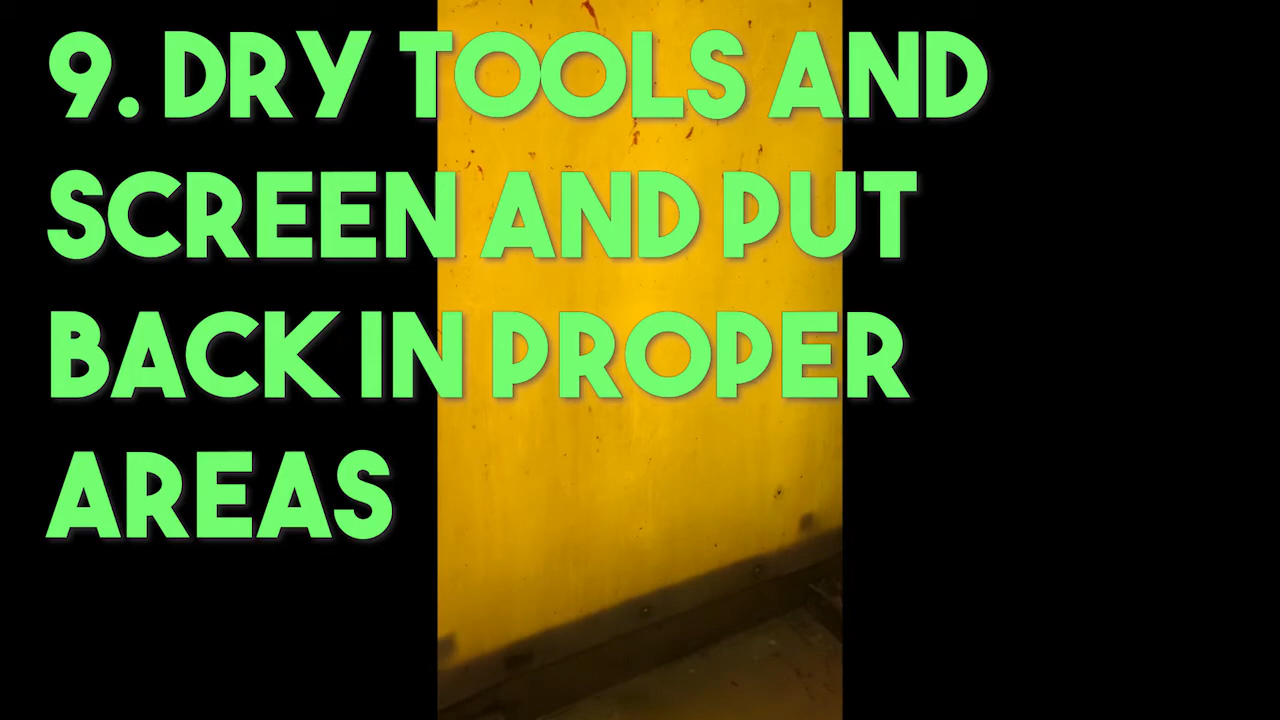 9. DRY TOOLS AND
SCREEN AND PUT
BACK IN PROPER
AREAS